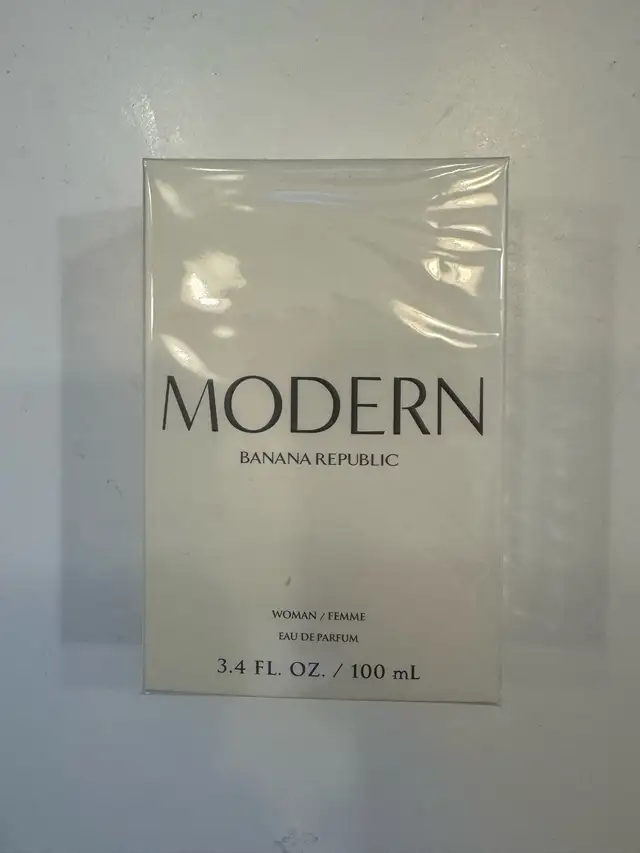 MODERN
BANANA REPUBLIC
WOMAN / FEMME
EAU DE PARFUM
3.4 FL. OZ. / 100 mL